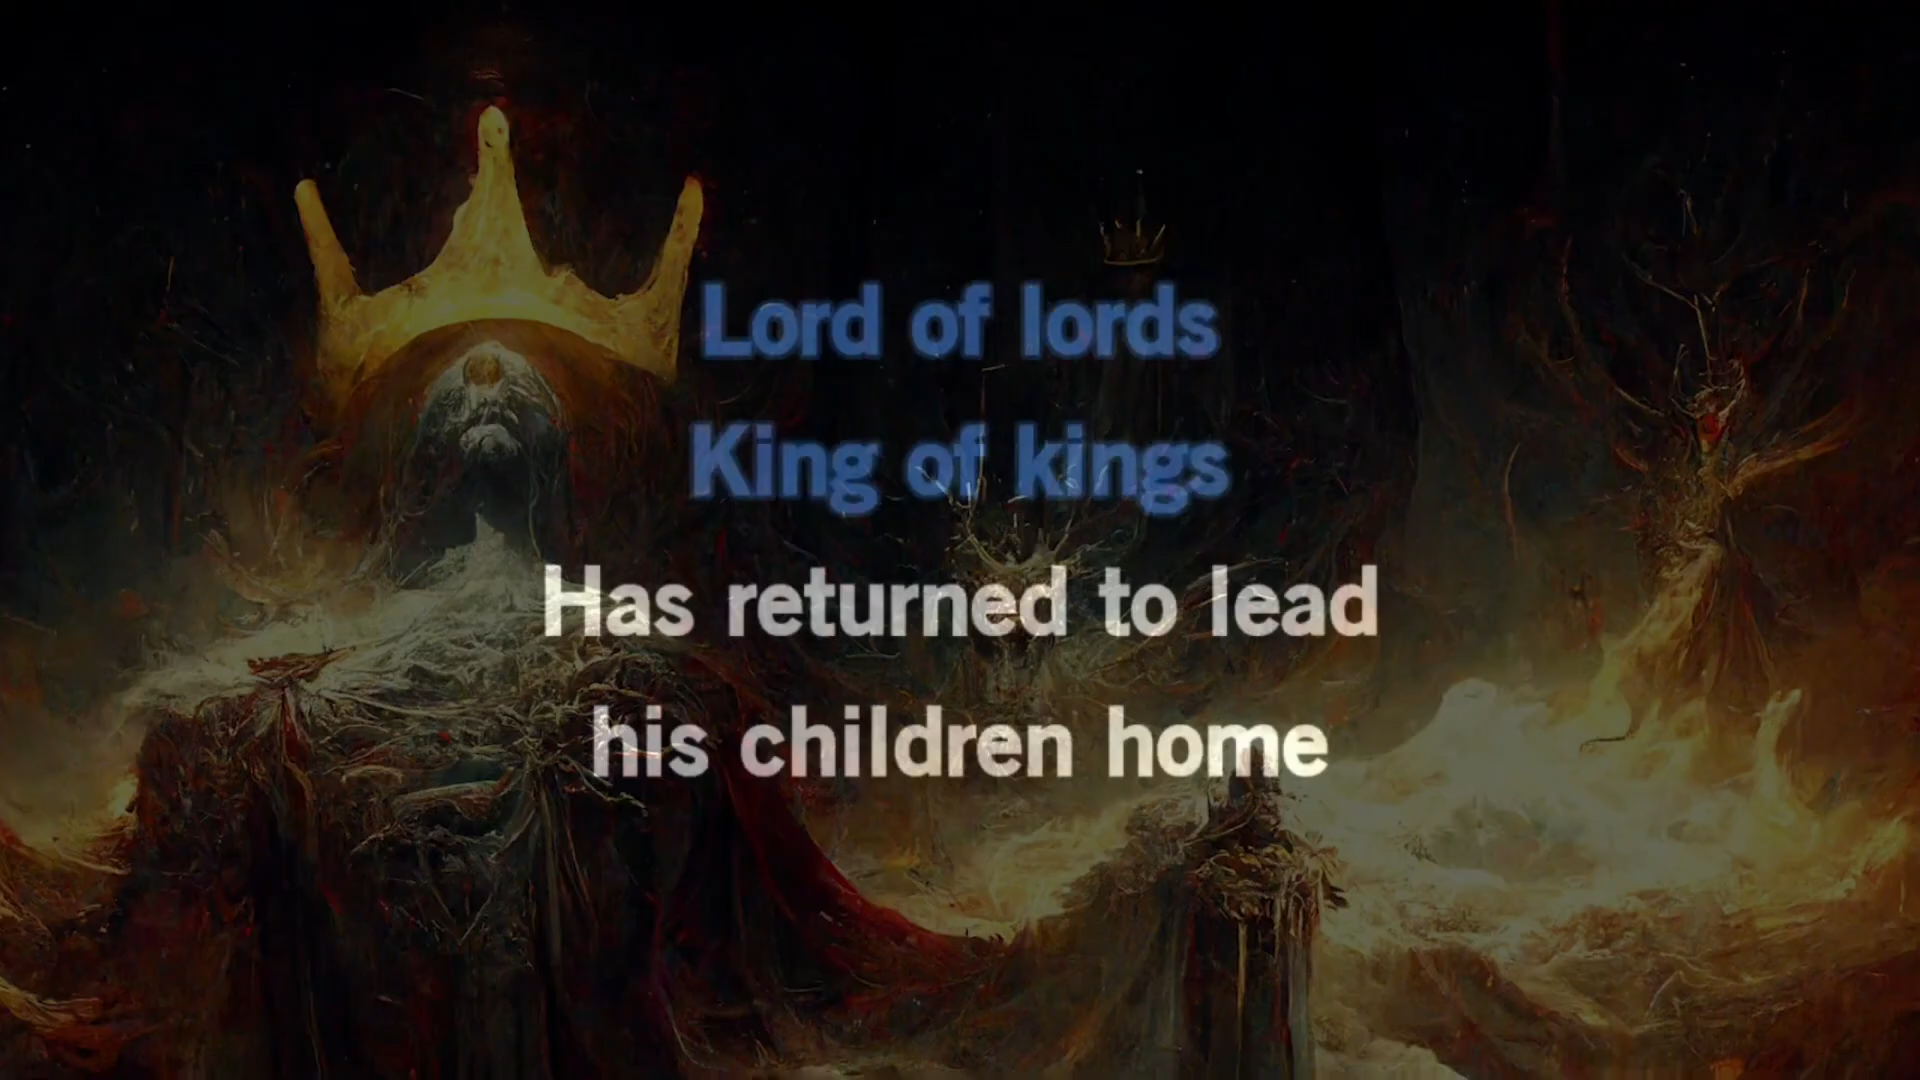 Lord of lords
King of kings
Has returned to lead
his children home